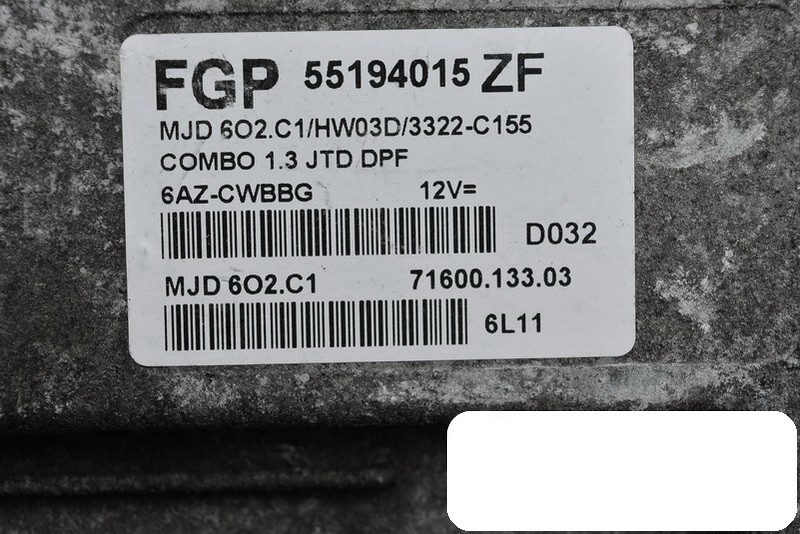 FGP 55194015 ZF
MJD 6O2.C1/HW03D/3322-C155
COMBO 1.3 JTD DPF
6AZ-CWBBG 12V=
D032
MJD 6O2.C1 71600.133.03
6L11